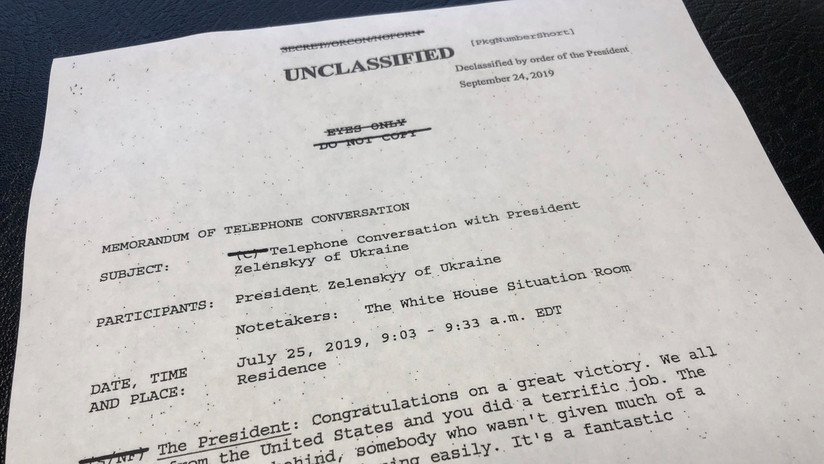 SECRET//ORCON/NOFORN
UNCLASSIFIED
[PkgNumberShort]
Declassified by order of the President
September 24, 2019
EYES ONLY
DO NOT COPY
MEMORANDUM OF TELEPHONE CONVERSATION
SUBJECT: (C) Telephone Conversation with President
Zelenskyy of Ukraine
PARTICIPANTS: President Zelenskyy of Ukraine
Notetakers: The White House Situation Room
DATE, TIME July 25, 2019, 9:03 - 9:33 a.m. EDT
AND PLACE: Residence
(S/NF) The President: Congratulations on a great victory. We all
from the United States and you did a terrific job. The
behind, somebody who wasn't given much of a
easily. It's a fantastic